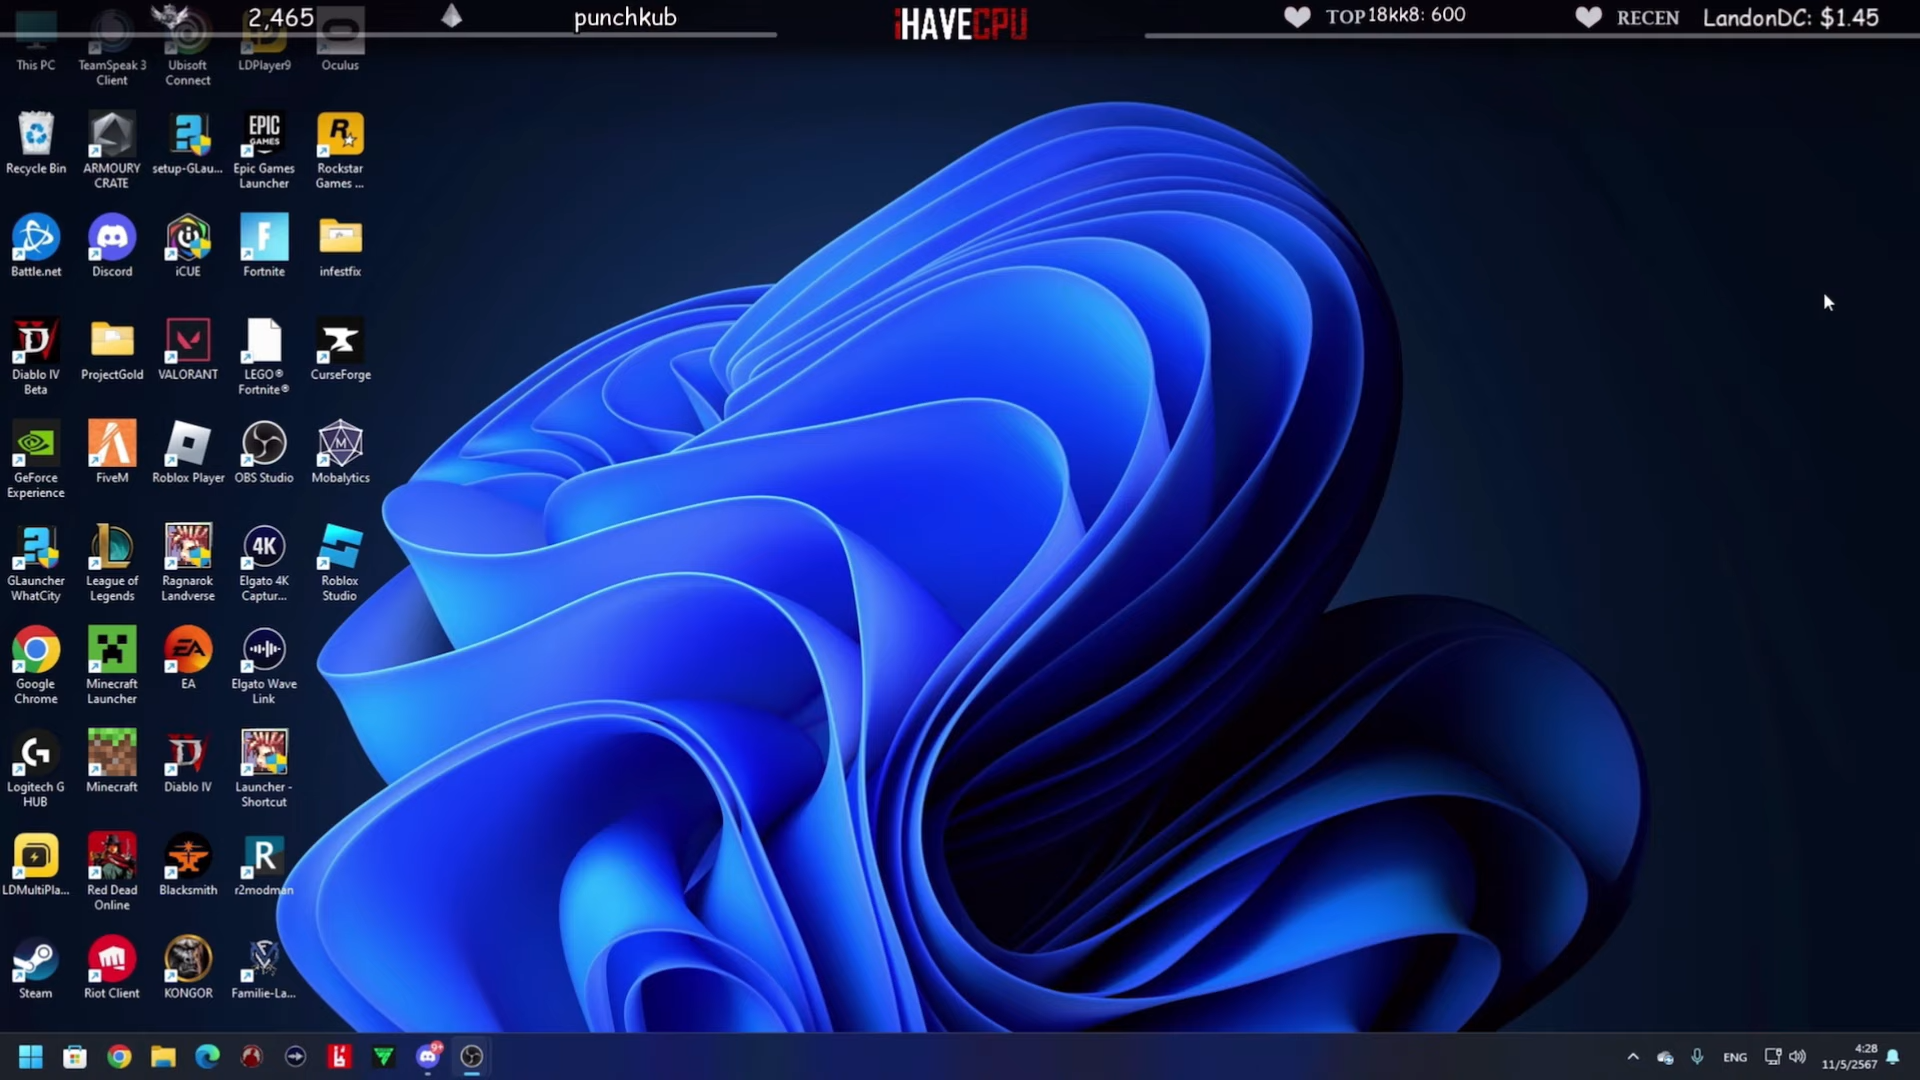 2,465
punchkub
iHAVECPU
TOP 18kk8: 600
RECEN LandonDC: $1.45
This PC
TeamSpeak 3
Client
Ubisoft
Connect
LDPlayer9
Oculus
Recycle Bin
ARMOURY
CRATE
setup-GLau...
Epic Games
Launcher
Rockstar
Games ...
Battle.net
Discord
iCUE
Fortnite
infestfix
Diablo IV
Beta
ProjectGold
VALORANT
LEGO®
Fortnite®
CurseForge
GeForce
Experience
FiveM
Roblox Player
OBS Studio
Mobalytics
GLauncher
WhatCity
League of
Legends
Ragnarok
Landverse
Elgato 4K
Captur...
Roblox
Studio
Google
Chrome
Minecraft
Launcher
EA
Elgato Wave
Link
Logitech G
HUB
Minecraft
Diablo IV
Launcher -
Shortcut
LDMultiPla...
Red Dead
Online
Blacksmith
r2modman
Steam
Riot Client
KONGOR
Familie-La...
ENG
4:28
11/5/2567